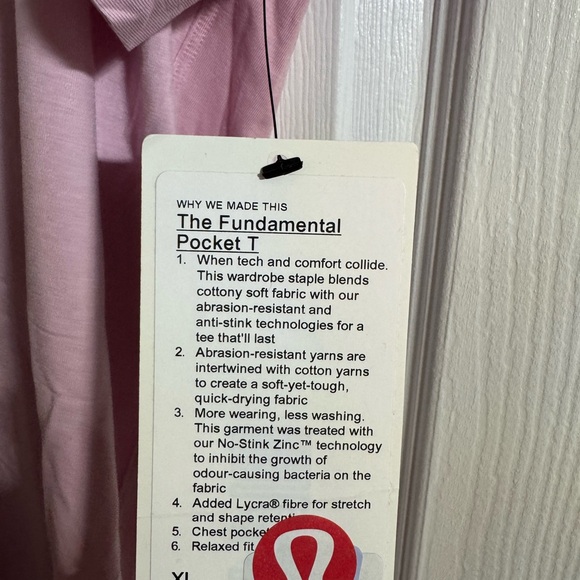 WHY WE MADE THIS
The Fundamental
Pocket T
1. When tech and comfort collide.
This wardrobe staple blends
cottony soft fabric with our
abrasion-resistant and
anti-stink technologies for a
tee that'll last
2. Abrasion-resistant yarns are
intertwined with cotton yarns
to create a soft-yet-tough,
quick-drying fabric
3. More wearing, less washing.
This garment was treated with
our No-Stink Zinc™ technology
to inhibit the growth of
odour-causing bacteria on the
fabric
4. Added Lycra® fibre for stretch
and shape
5. Chest pocket
6. Relaxed fit
XL